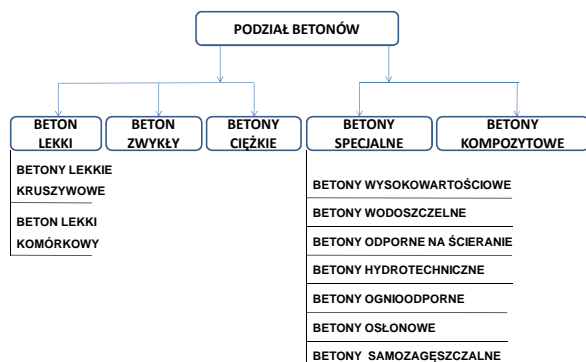 PODZIAŁ BETONÓW
BETON
LEKKI
BETON
ZWYKŁY
BETONY
CIĘŻKIE
BETONY
SPECJALNE
BETONY
KOMPOZYTOWE
BETONY LEKKIE
KRUSZYWOWE
BETON LEKKI
KOMÓRKOWY
BETONY WYSOKOWARTOŚCIOWE
BETONY WODOSZCZELNE
BETONY ODPORNE NA ŚCIERANIE
BETONY HYDROTECHNICZNE
BETONY OGNIOODPORNE
BETONY OSŁONOWE
BETONY SAMOZAGĘSZCZALNE